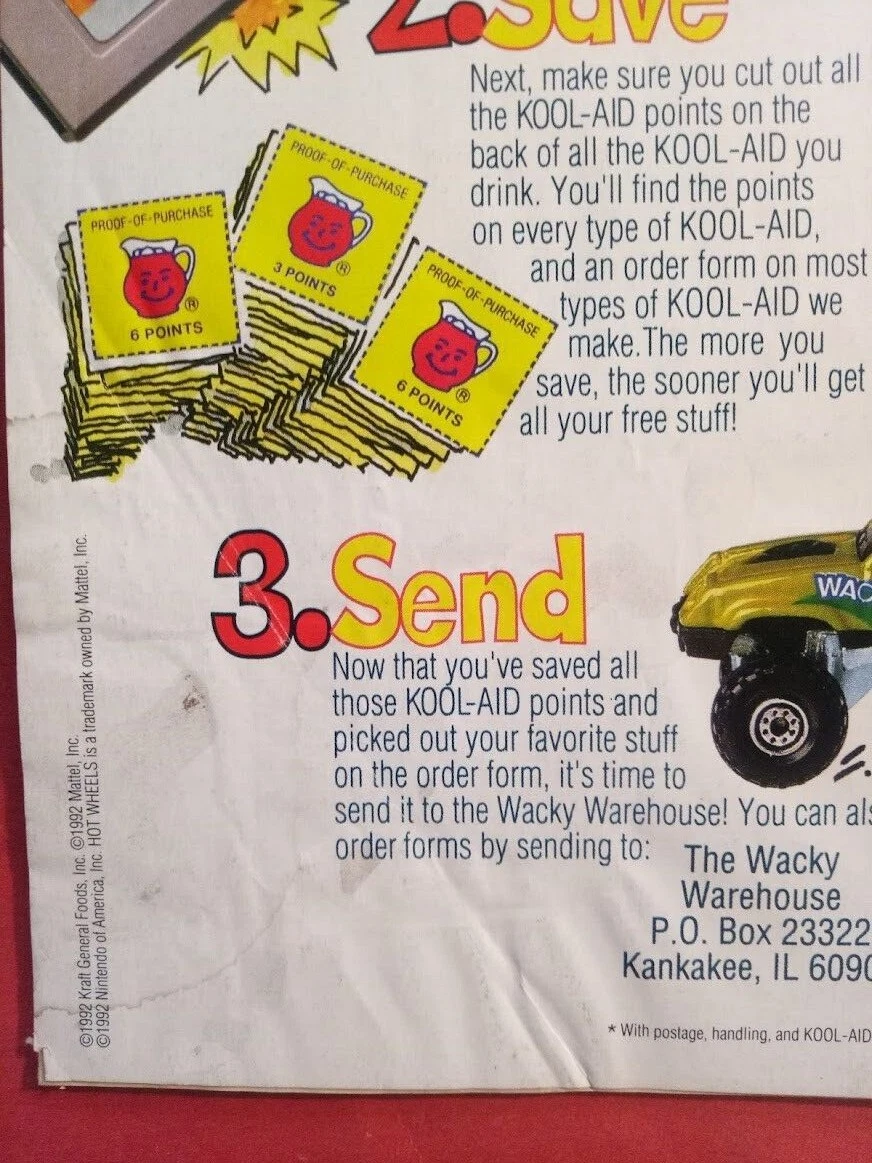 2.Save
Next, make sure you cut out all
the KOOL-AID points on the
back of all the KOOL-AID you
drink. You'll find the points
on every type of KOOL-AID,
and an order form on most
types of KOOL-AID we
make.The more you
save, the sooner you'll get
all your free stuff!
PROOF-OF-PURCHASE
® 
6 POINTS
PROOF-OF-PURCHASE
®
3 POINTS
PROOF-OF-PURCHASE
®
6 POINTS
3.Send
Now that you've saved all
those KOOL-AID points and
picked out your favorite stuff
on the order form, it's time to
send it to the Wacky Warehouse! You can als
order forms by sending to:
The Wacky
Warehouse
P.O. Box 23322
Kankakee, IL 6090
* With postage, handling, and KOOL-AID
WAC
©1992 Kraft General Foods, Inc. ©1992 Mattel, Inc.
©1992 Nintendo of America, Inc. HOT WHEELS is a trademark owned by Mattel, Inc.